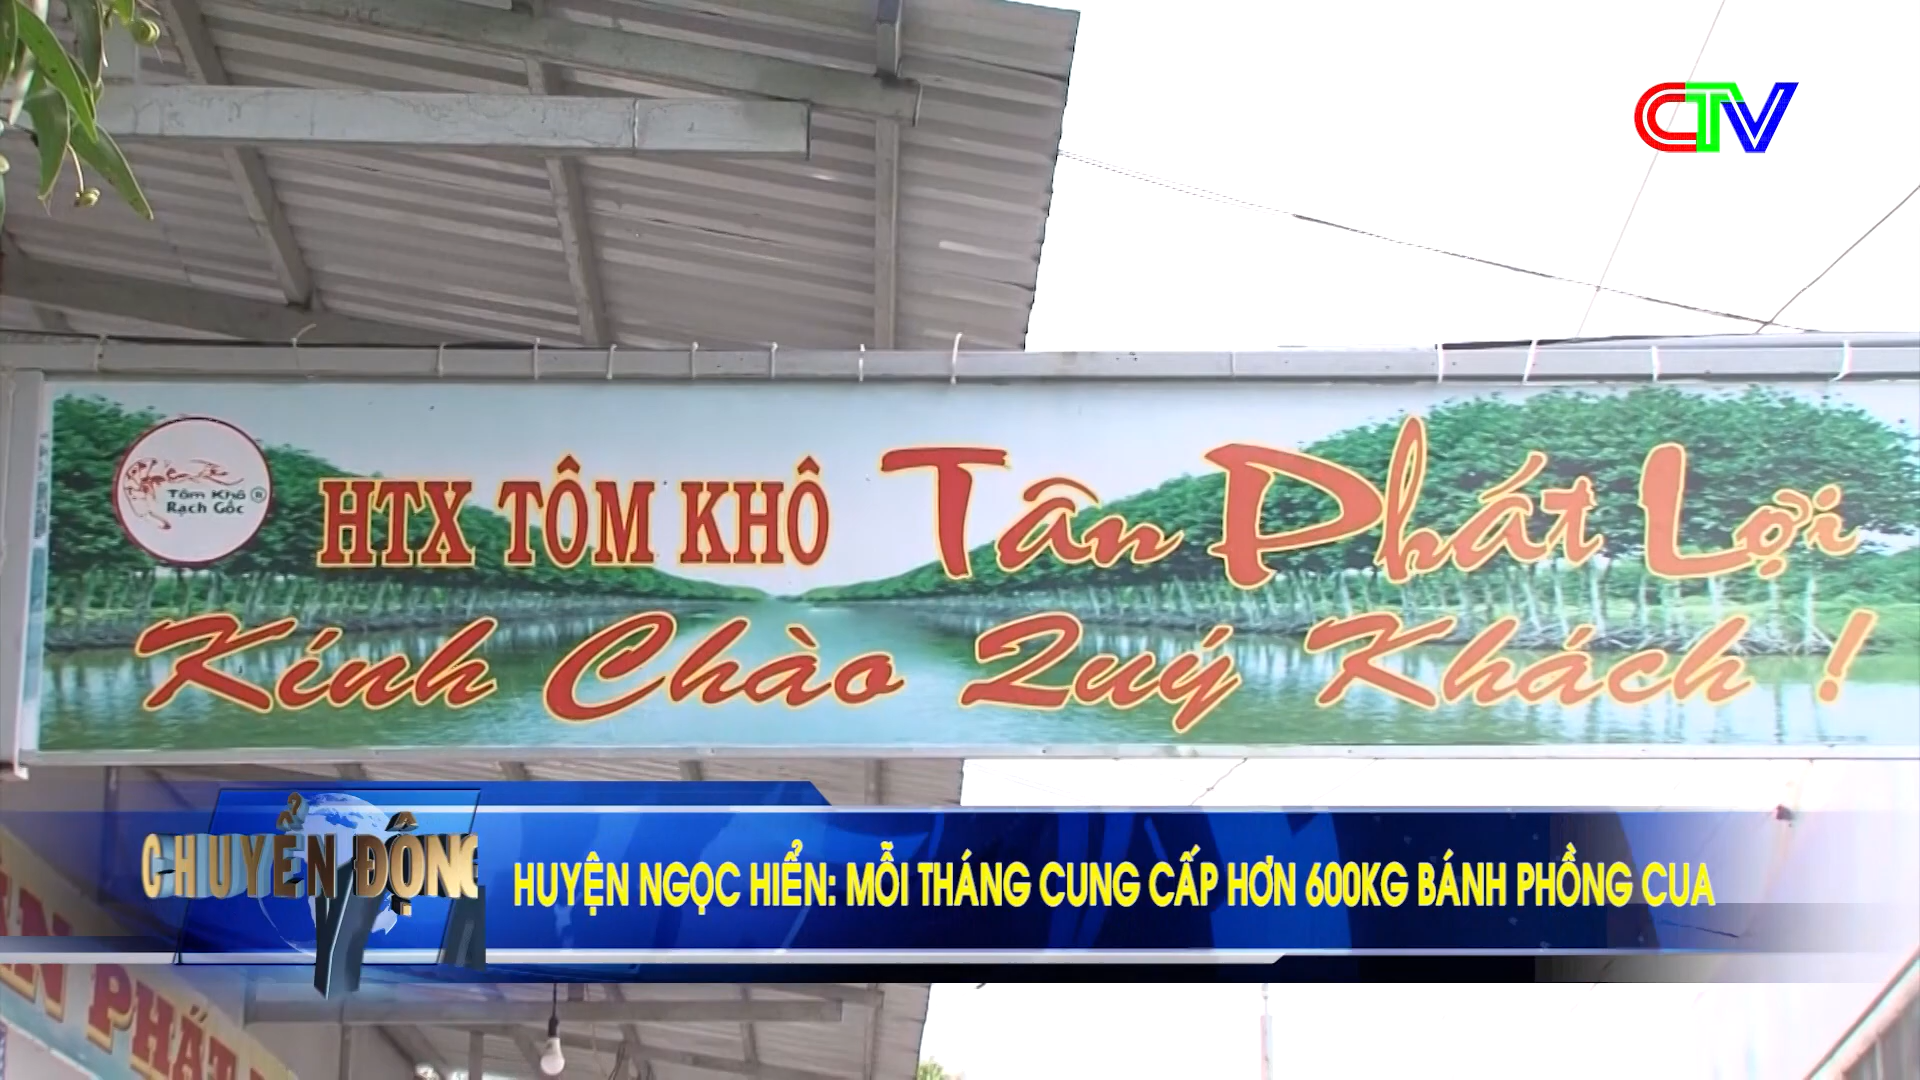 CTV
Tôm Khô ®
Rạch Gốc
HTX TÔM KHÔ Tân Phát Lợi
Kính Chào Quý Khách !
CHUYỂN ĐỘNG
HUYỆN NGỌC HIỂN: MỖI THÁNG CUNG CẤP HƠN 600KG BÁNH PHỒNG CUA
PHÁT